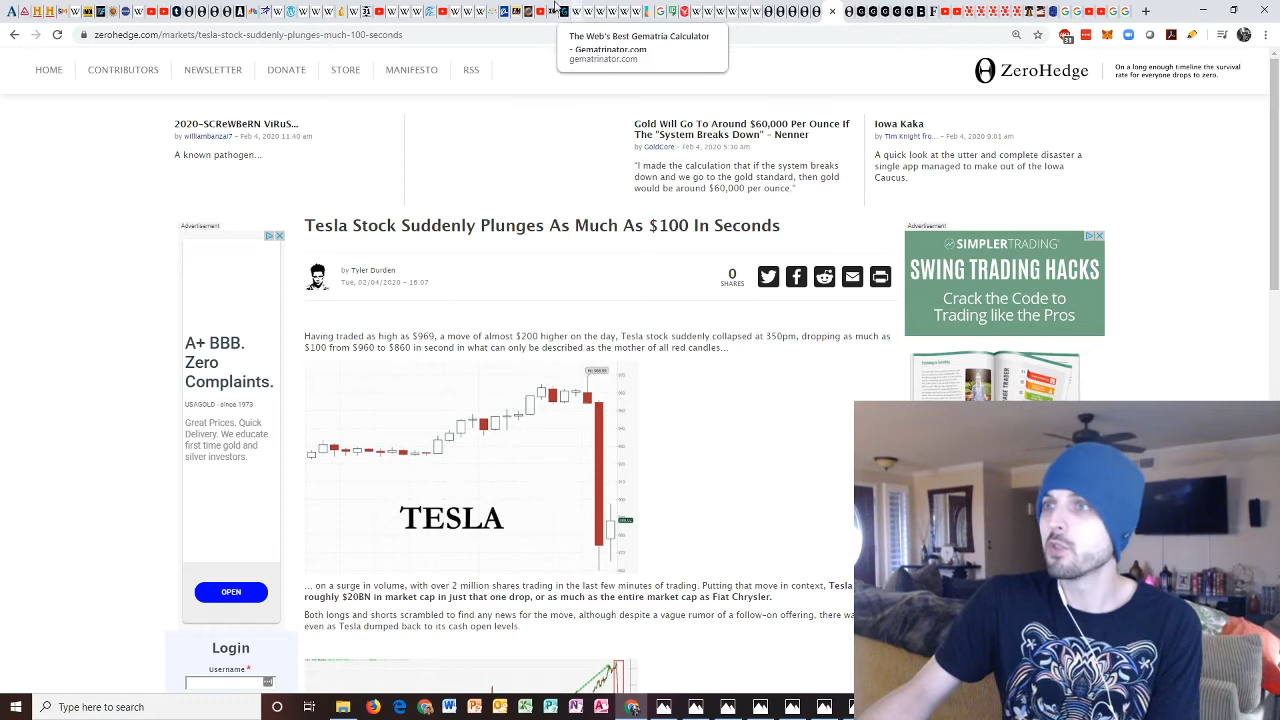 zerohedge.com/markets/tesla-stock-suddenly-plunges-much-100-seconds
The Web's Best Gematria Calculator
- Gematrinator.com
gematrinator.com
31
HOME
CONTRIBUTORS
NEWSLETTER
DONATE
STORE
MANIFESTO
RSS
ZeroHedge
On a long enough timeline the survival
rate for everyone drops to zero.
2020-SCReWBeRN ViRuS...
by williambanzai7 - Feb 4, 2020 11:40 am
A known pathogen...
Gold Will Go To Around $60,000 Per Ounce If
The "System Breaks Down" - Nenner
by GoldCore - Feb 4, 2020 5:30 am
"I made the calculation that if the system breaks
down and we go to the gold standard, then gold
would be around $60,000 per ounce."
Iowa Kaka
by Tim Knight fro... - Feb 4, 2020 9:01 am
A quick look at the utter and complete disaster a
single app managed to make out of the Iowa
Caucus.
Advertisement
A+ BBB.
Zero
Complaints.
Great Prices. Quick
Delivery. We educate
first time gold and
silver investors.
OPEN
Login
Username *
Tesla Stock Suddenly Plunges As Much As $100 In Seconds
by Tyler Durden
Tue, 02/04/2020 - 16:07
0
SHARES
Having traded as high as $969, a move of almost $200 higher on the day, Tesla stock suddenly collapsed at 350pm, dropping as much as
$100 from $960 to $860 in second in what can only be described as the mother of all red candles...
TESLA
... on a surge in volume, with over 2 million shares trading in the last few minutes of trading. Putting that move in context, Tesla
roughly $20BN in market cap in just that one drop, or as much as the entire market cap as Fiat Chrysler.
Both longs and shorts scrambled to find any news for the move, although despite a vague rumor of a follow-on offering, there wa
even as Tesla dumped back to its cash open levels.
Advertisement
SIMPLERTRADING
SWING TRADING HACKS
Crack the Code to
Trading like the Pros
Type here to search